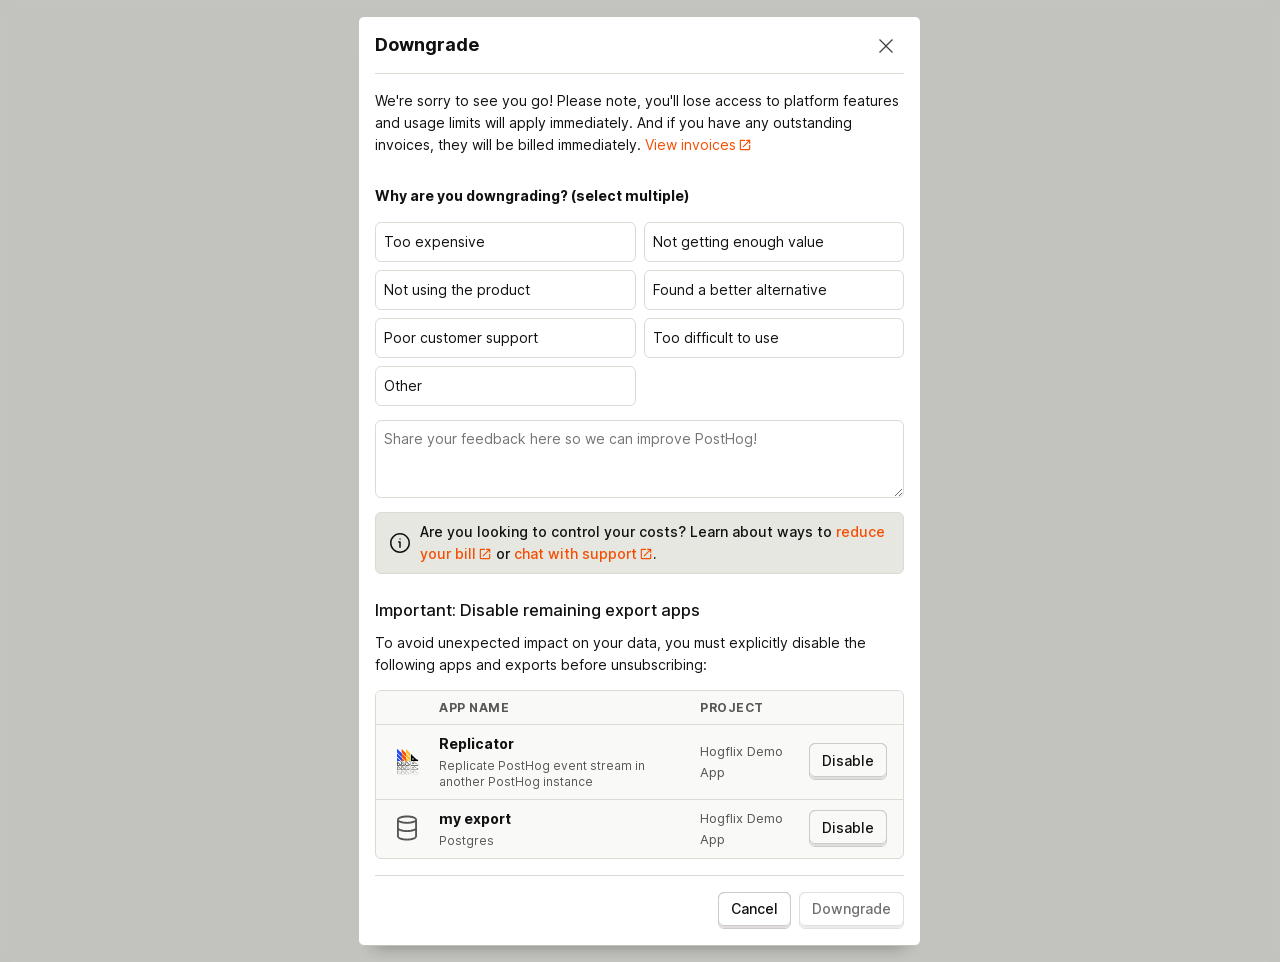 Downgrade
We're sorry to see you go! Please note, you'll lose access to platform features
and usage limits will apply immediately. And if you have any outstanding
invoices, they will be billed immediately. View invoices
Why are you downgrading? (select multiple)
Too expensive
Not getting enough value
Not using the product
Found a better alternative
Poor customer support
Too difficult to use
Other
Share your feedback here so we can improve PostHog!
Are you looking to control your costs? Learn about ways to reduce
your bill or chat with support.
Important: Disable remaining export apps
To avoid unexpected impact on your data, you must explicitly disable the
following apps and exports before unsubscribing:
APP NAME
PROJECT
Replicator
Replicate PostHog event stream in
another PostHog instance
Hogflix Demo
App
Disable
my export
Postgres
Hogflix Demo
App
Disable
Cancel
Downgrade